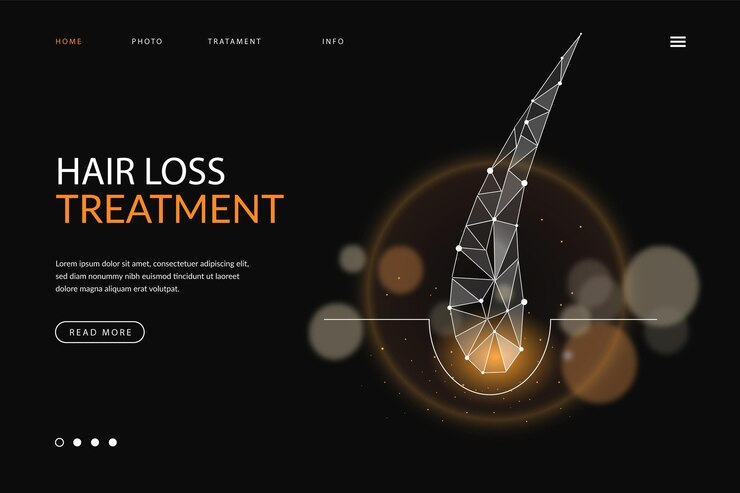 HOME
PHOTO
TRATAMENT
INFO
HAIR LOSS
TREATMENT
Lorem ipsum dolor sit amet, consectetuer adipiscing elit,
sed diam nonummy nibh euismod tincidunt ut laoreet
dolore magna aliquam erat volutpat.
READ MORE